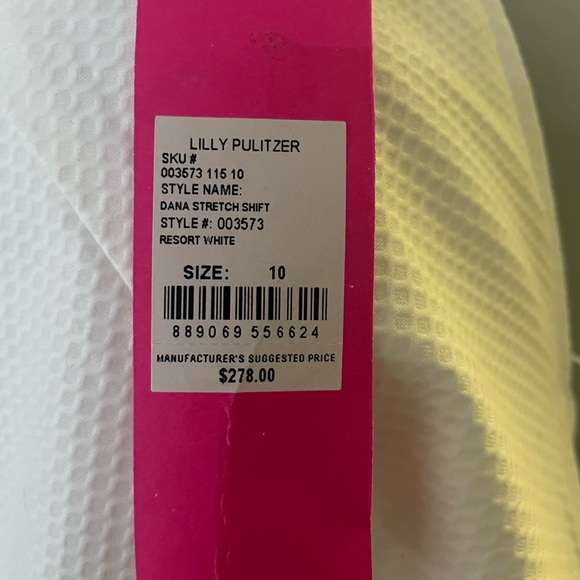 LILLY PULITZER
SKU #
003573 115 10
STYLE NAME:
DANA STRETCH SHIFT
STYLE #: 003573
RESORT WHITE
SIZE: 10
889069 556624
MANUFACTURER'S SUGGESTED PRICE
$278.00